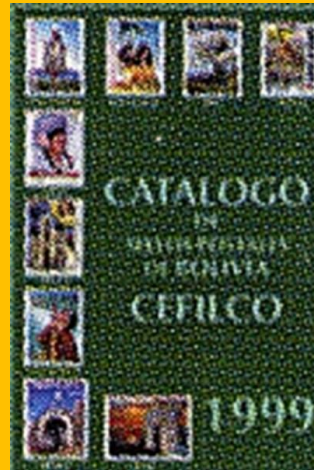 CATALOGO
DE
SELLOS POSTALES
DE BOLIVIA
CEFILCO
1999